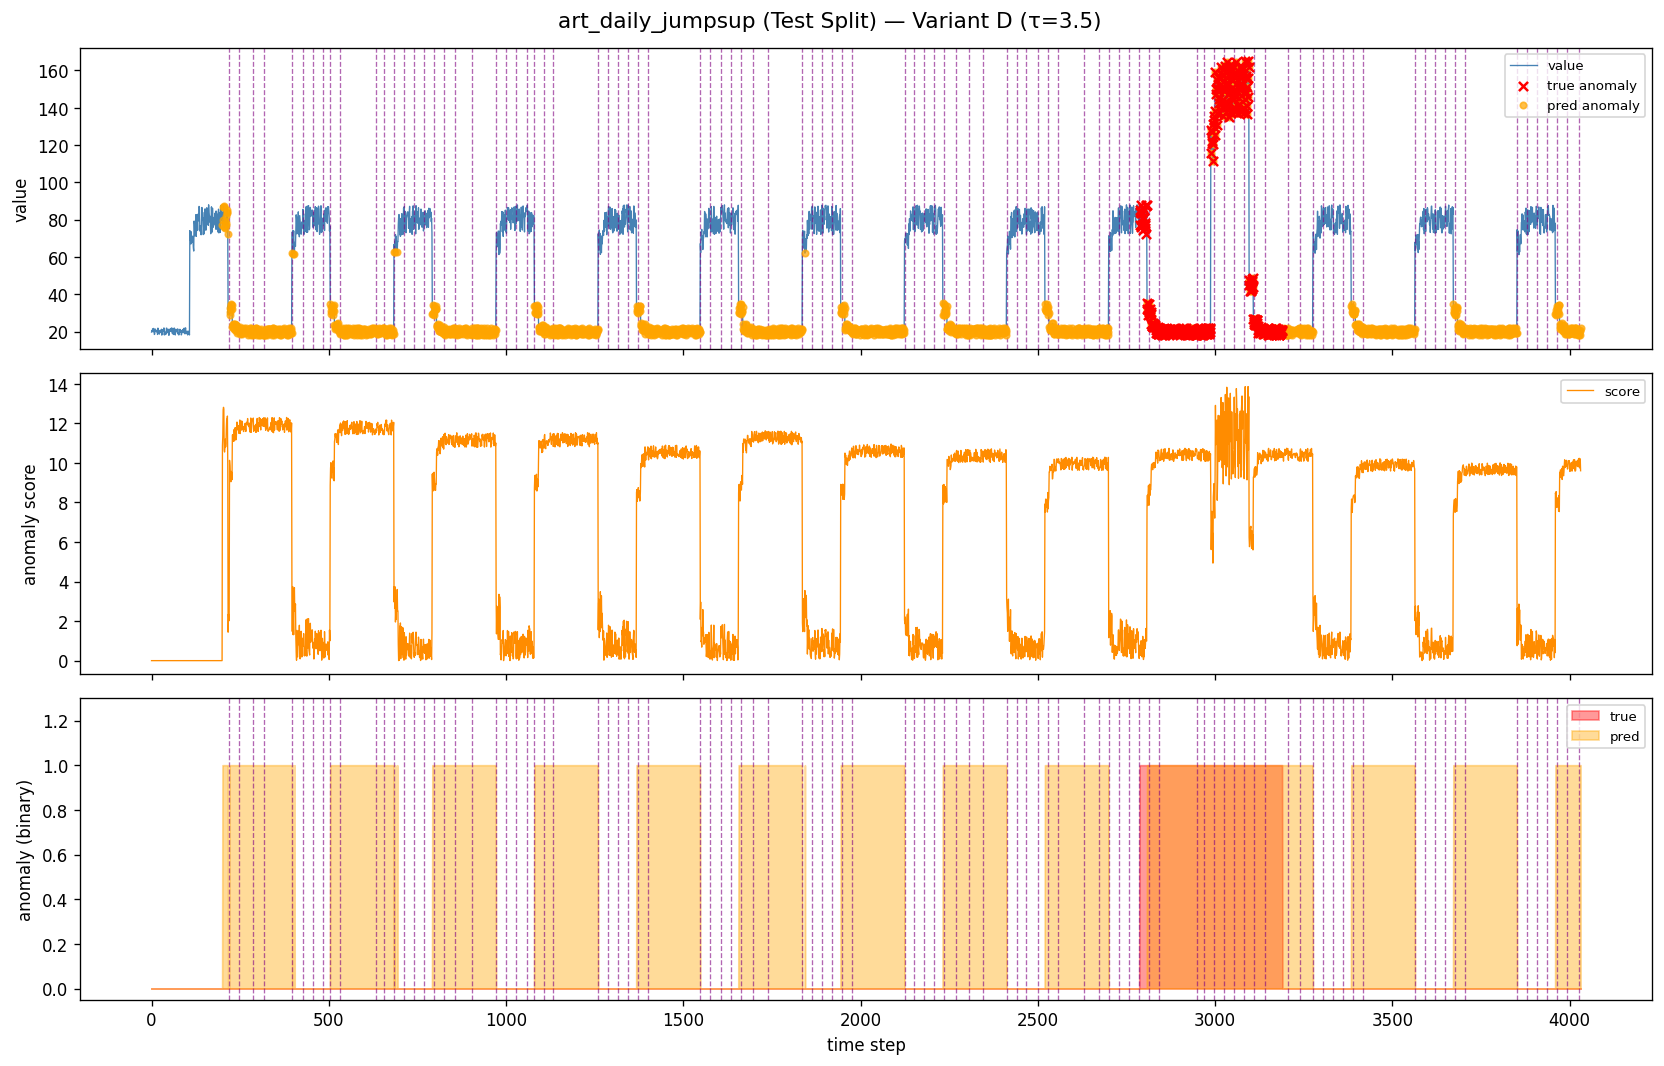 art_daily_jumpsup (Test Split) — Variant D (τ=3.5)
value
true anomaly
pred anomaly
160
140
120
100
80
60
40
20
value
score
14
12
10
8
6
4
2
0
anomaly score
true
pred
1.2
1.0
0.8
0.6
0.4
0.2
0.0
anomaly (binary)
0 500 1000 1500 2000 2500 3000 3500 4000
time step